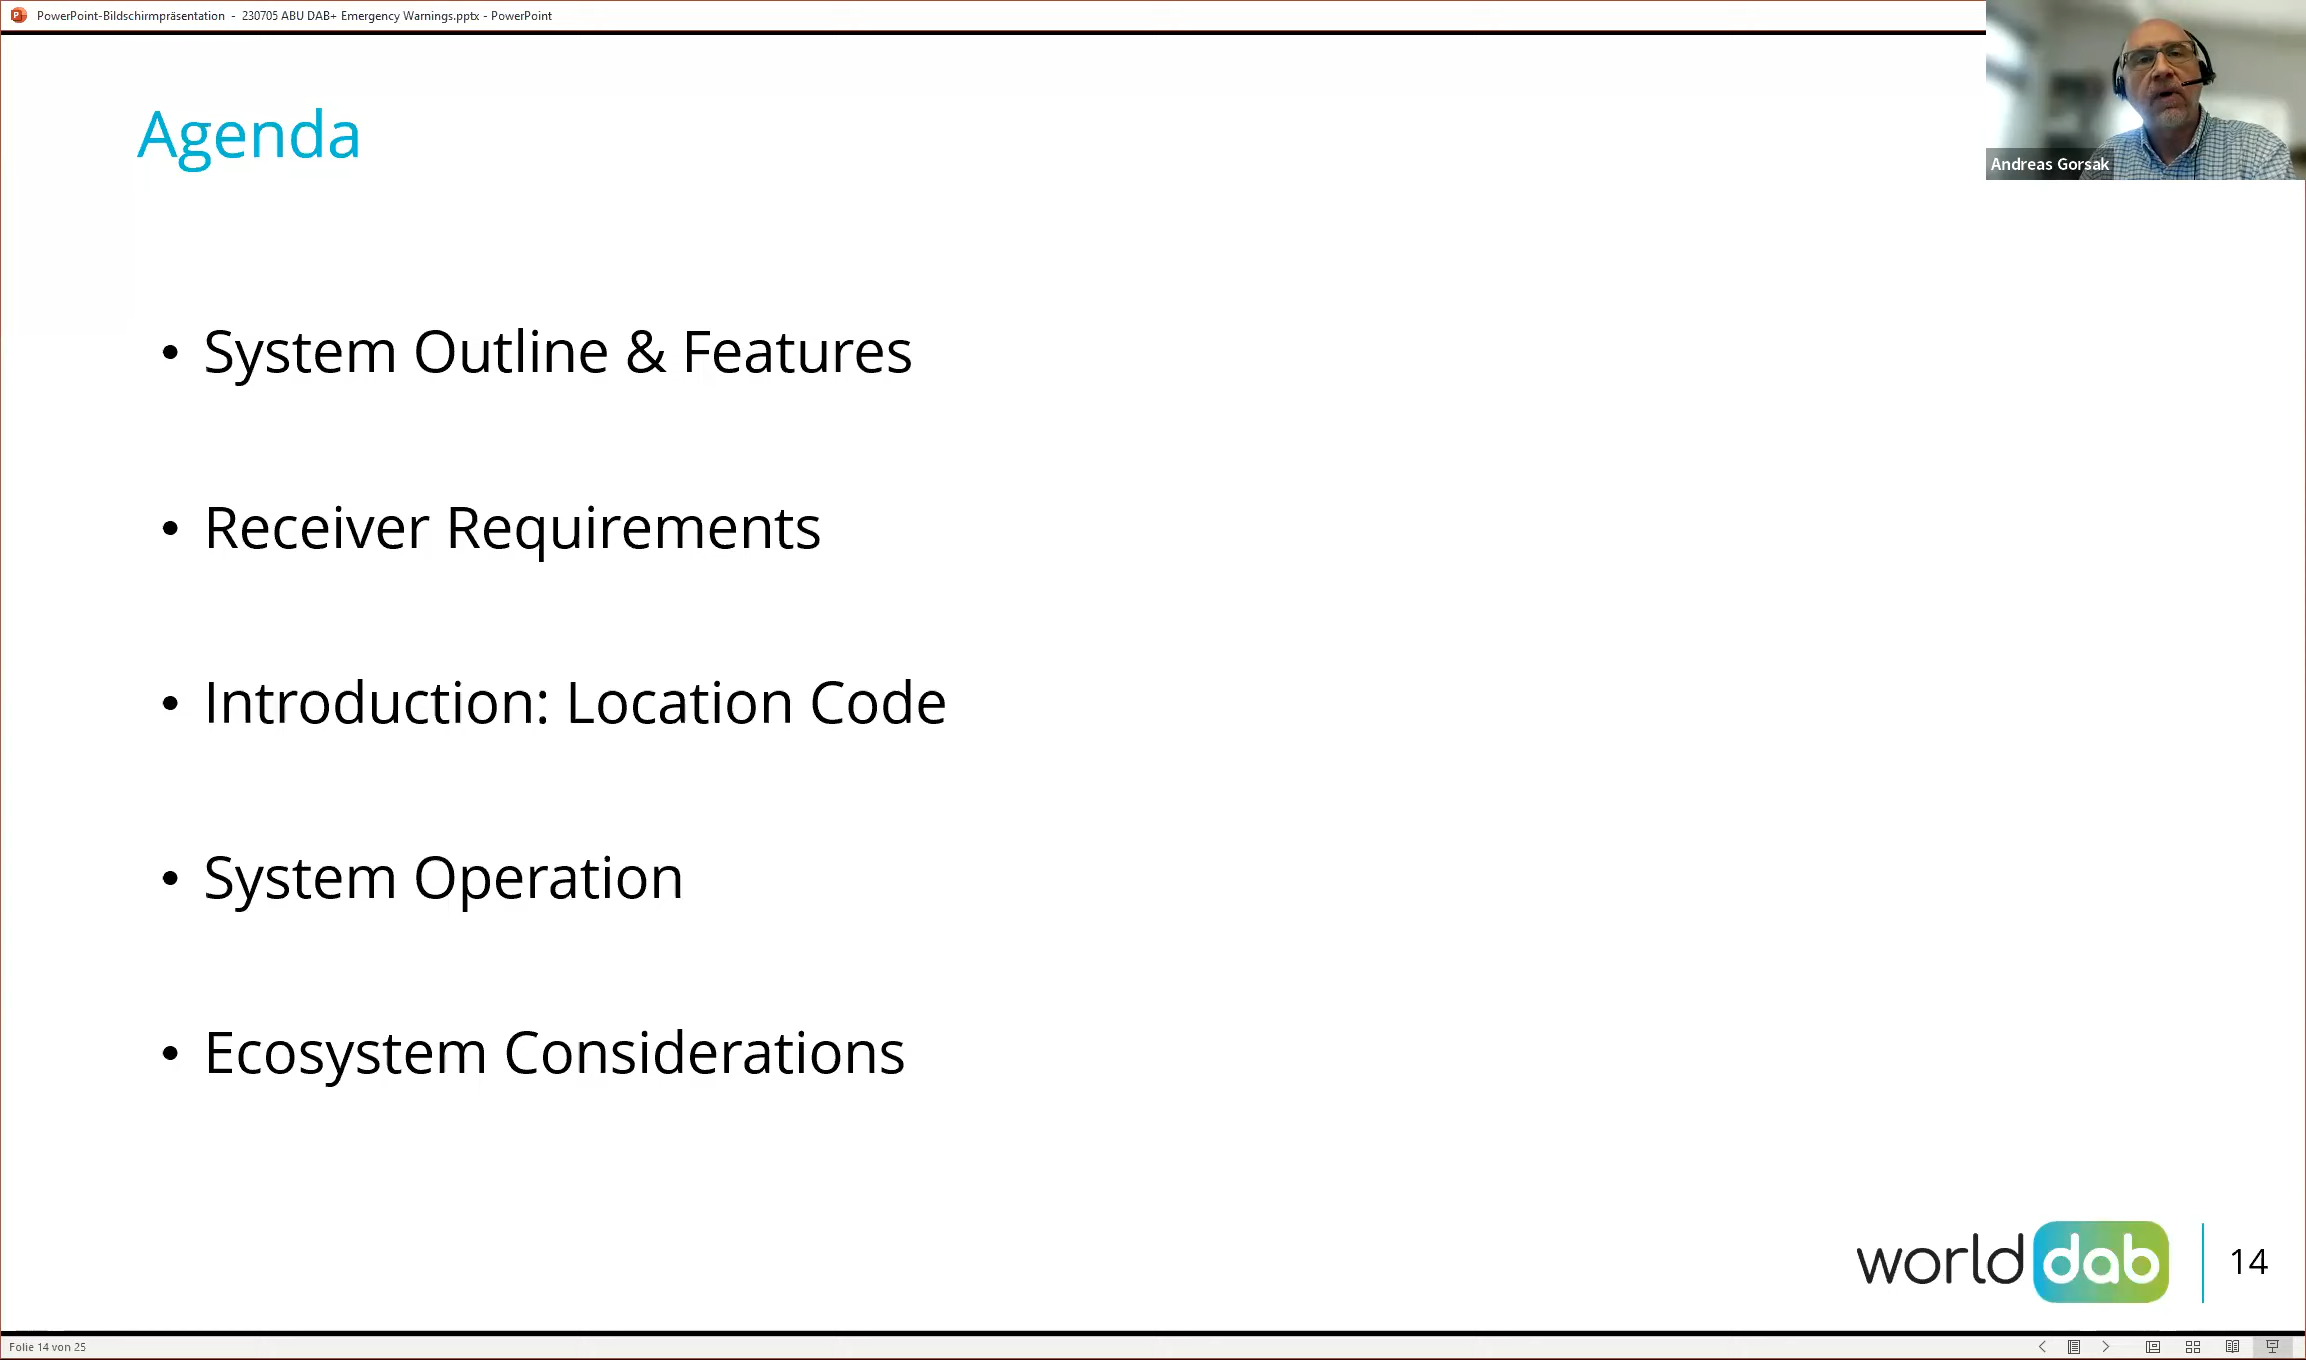 PowerPoint-Bildschirmpräsentation - 230705 ABU DAB+ Emergency Warnings.pptx - PowerPoint
Andreas Gorsak
Agenda
• System Outline & Features
• Receiver Requirements
• Introduction: Location Code
• System Operation
• Ecosystem Considerations
world dab
14
Folie 14 von 25